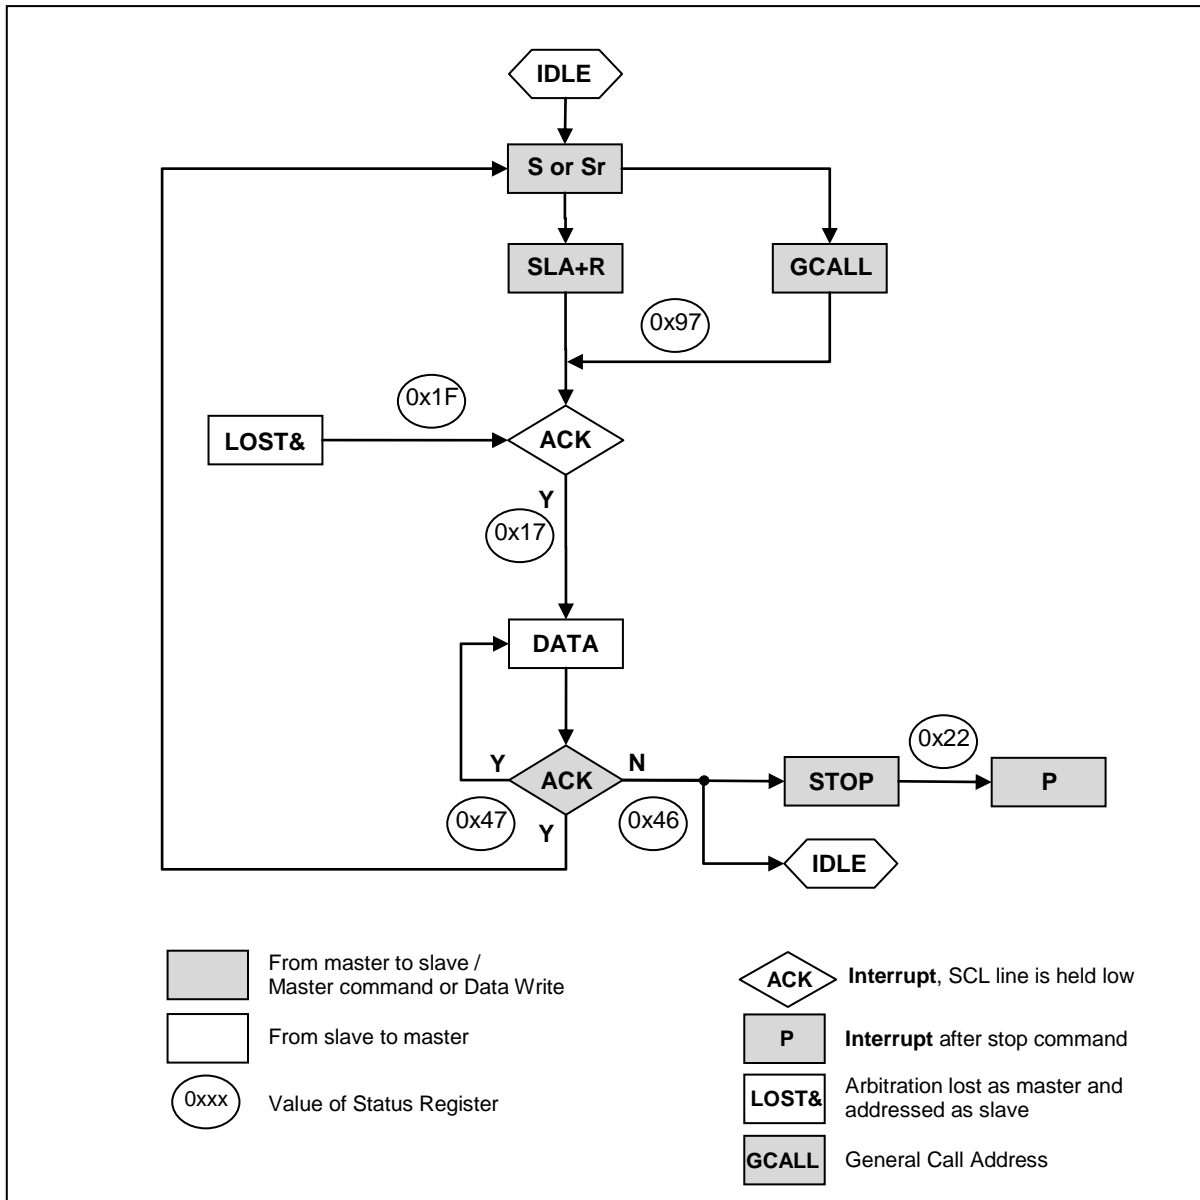 IDLE
S or Sr
SLA+R
GCALL
0x97
0x1F
LOST&
ACK
Y
0x17
DATA
0x22
Y
ACK
N
STOP
P
0x47
Y
0x46
IDLE
From master to slave /
Master command or Data Write
From slave to master
0xxx
Value of Status Register
ACK
Interrupt, SCL line is held low
P
Interrupt after stop command
LOST&
Arbitration lost as master and
addressed as slave
GCALL
General Call Address